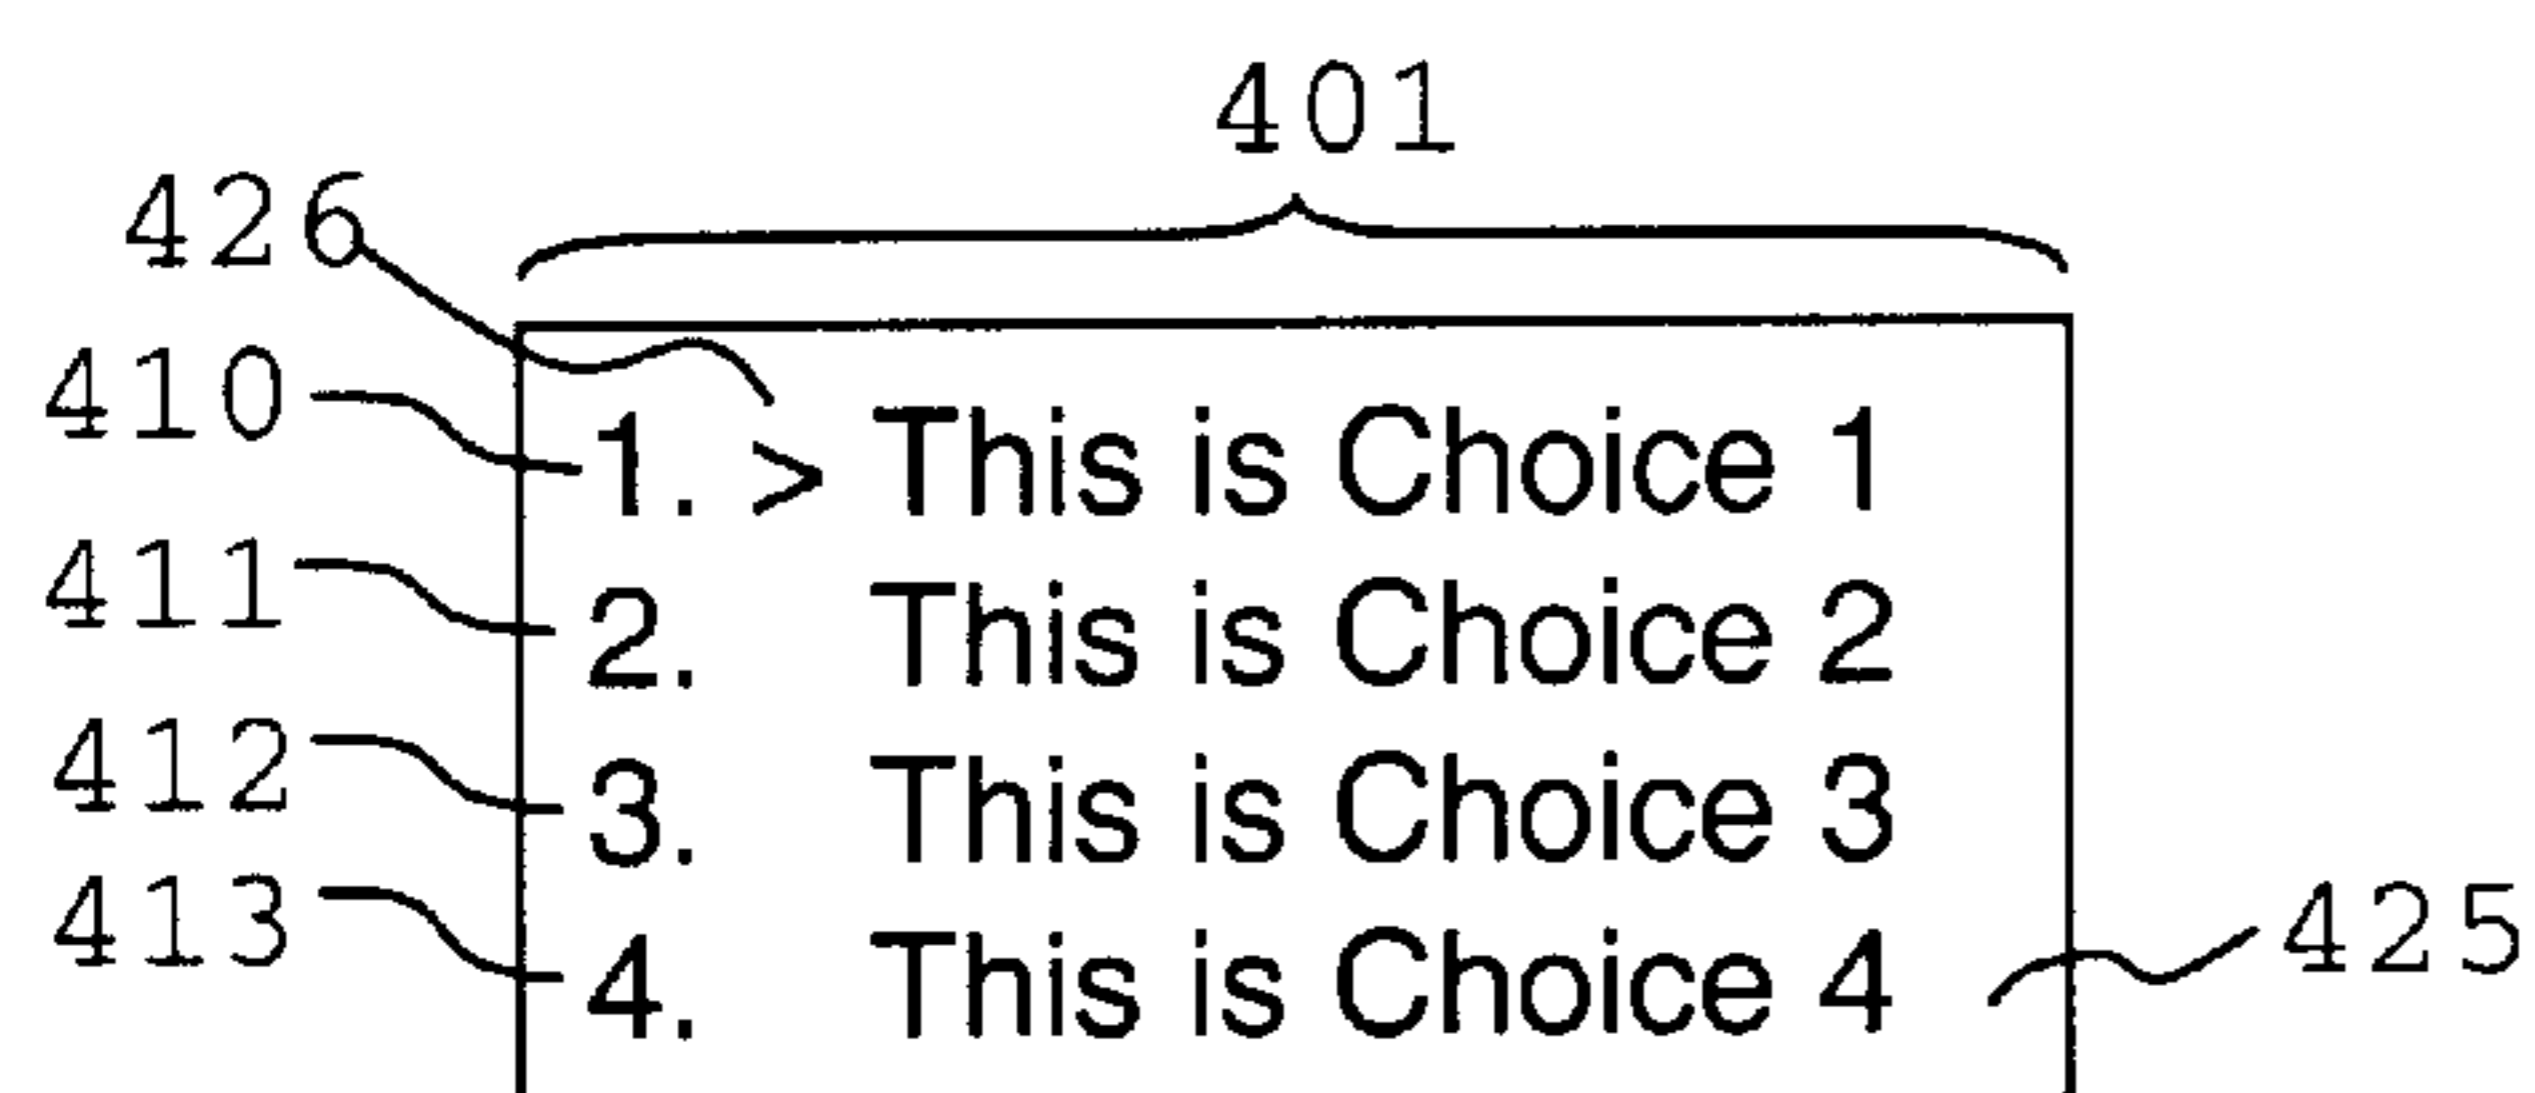 401
426
410 1. > This is Choice 1
411 2. This is Choice 2
412 3. This is Choice 3
413 4. This is Choice 4 425